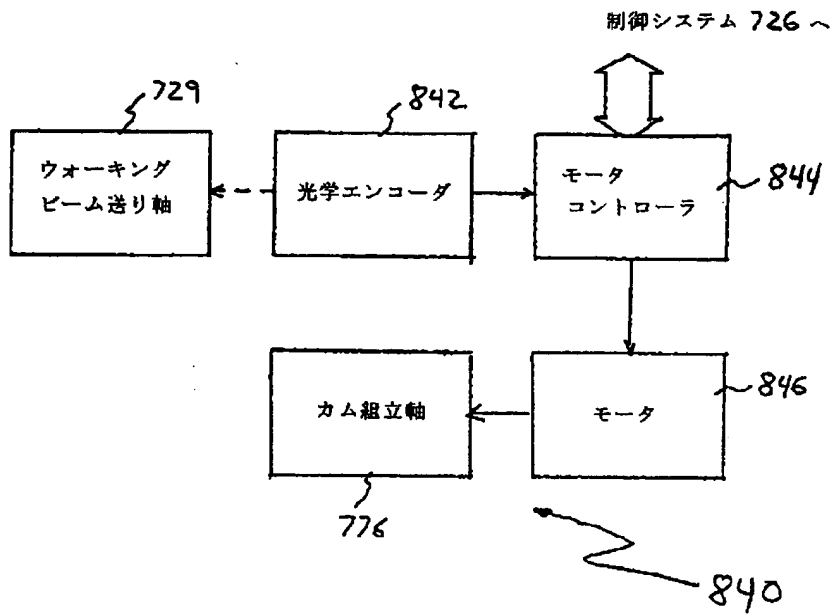 制御システム 726 へ
729
842
ウォーキング
ビーム送り軸
光学エンコーダ
モータ
コントローラ
844
カム組立軸
モータ
846
776
840